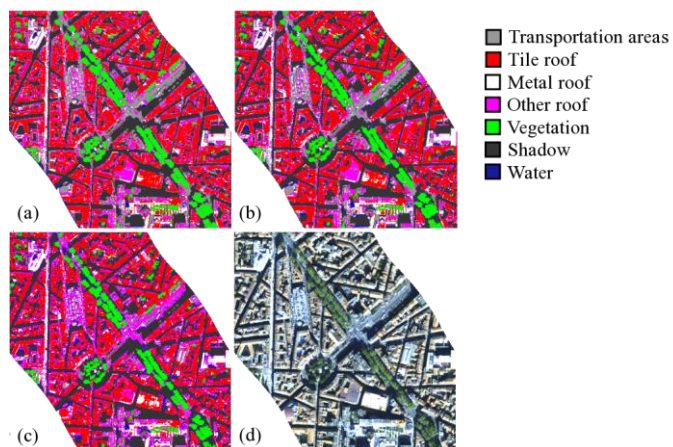 Transportation areas
Tile roof
Metal roof
Other roof
Vegetation
Shadow
Water
(a)
(b)
(c)
(d)